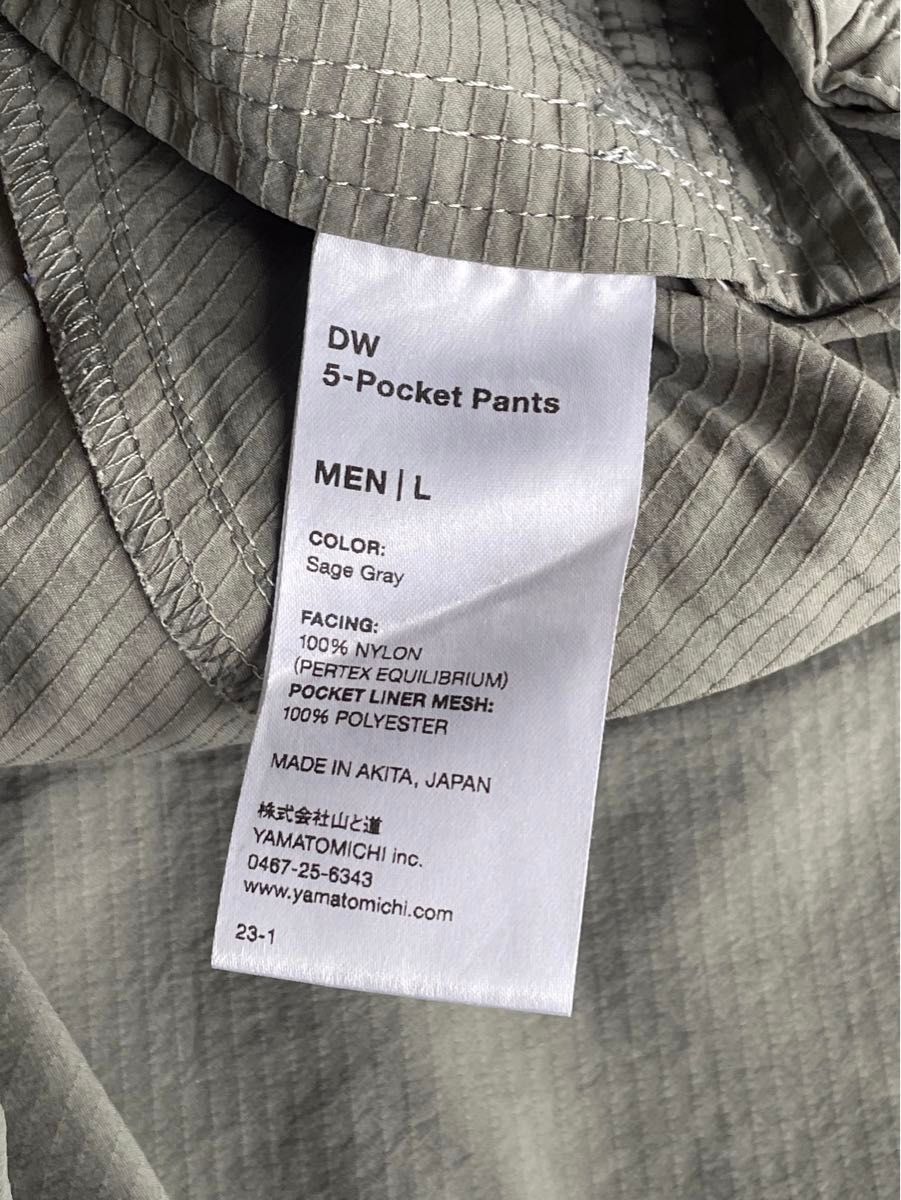 DW
5-Pocket Pants
MEN | L
COLOR:
Sage Gray
FACING:
100% NYLON
(PERTEX EQUILIBRIUM)
POCKET LINER MESH:
100% POLYESTER
MADE IN AKITA, JAPAN
株式会社山と道
YAMATOMICHI inc.
0467-25-6343
www.yamatomichi.com
23-1